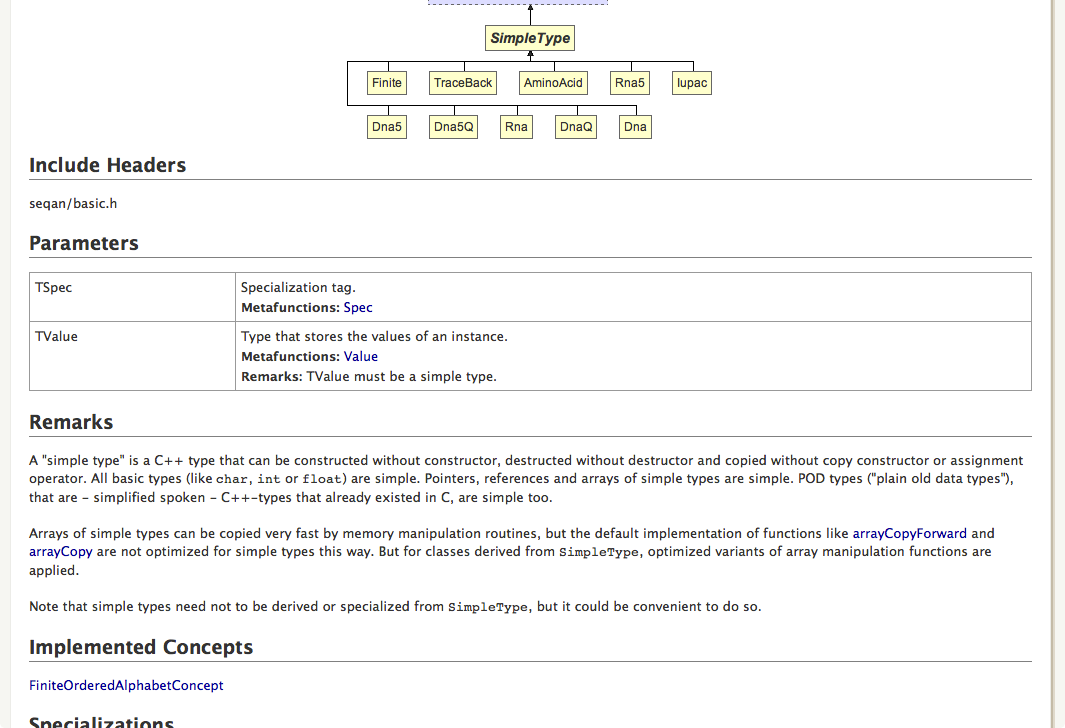 SimpleType
Finite TraceBack AminoAcid Rna5 Iupac
Dna5 Dna5Q Rna DnaQ Dna
Include Headers
seqan/basic.h
Parameters
TSpec
Specialization tag.
Metafunctions: Spec
TValue
Type that stores the values of an instance.
Metafunctions: Value
Remarks: TValue must be a simple type.
Remarks
A "simple type" is a C++ type that can be constructed without constructor, destructed without destructor and copied without copy constructor or assignment
operator. All basic types (like char, int or float) are simple. Pointers, references and arrays of simple types are simple. POD types ("plain old data types"),
that are – simplified spoken – C++-types that already existed in C, are simple too.
Arrays of simple types can be copied very fast by memory manipulation routines, but the default implementation of functions like arrayCopyForward and
arrayCopy are not optimized for simple types this way. But for classes derived from SimpleType, optimized variants of array manipulation functions are
applied.
Note that simple types need not to be derived or specialized from SimpleType, but it could be convenient to do so.
Implemented Concepts
FiniteOrderedAlphabetConcept
Specializations